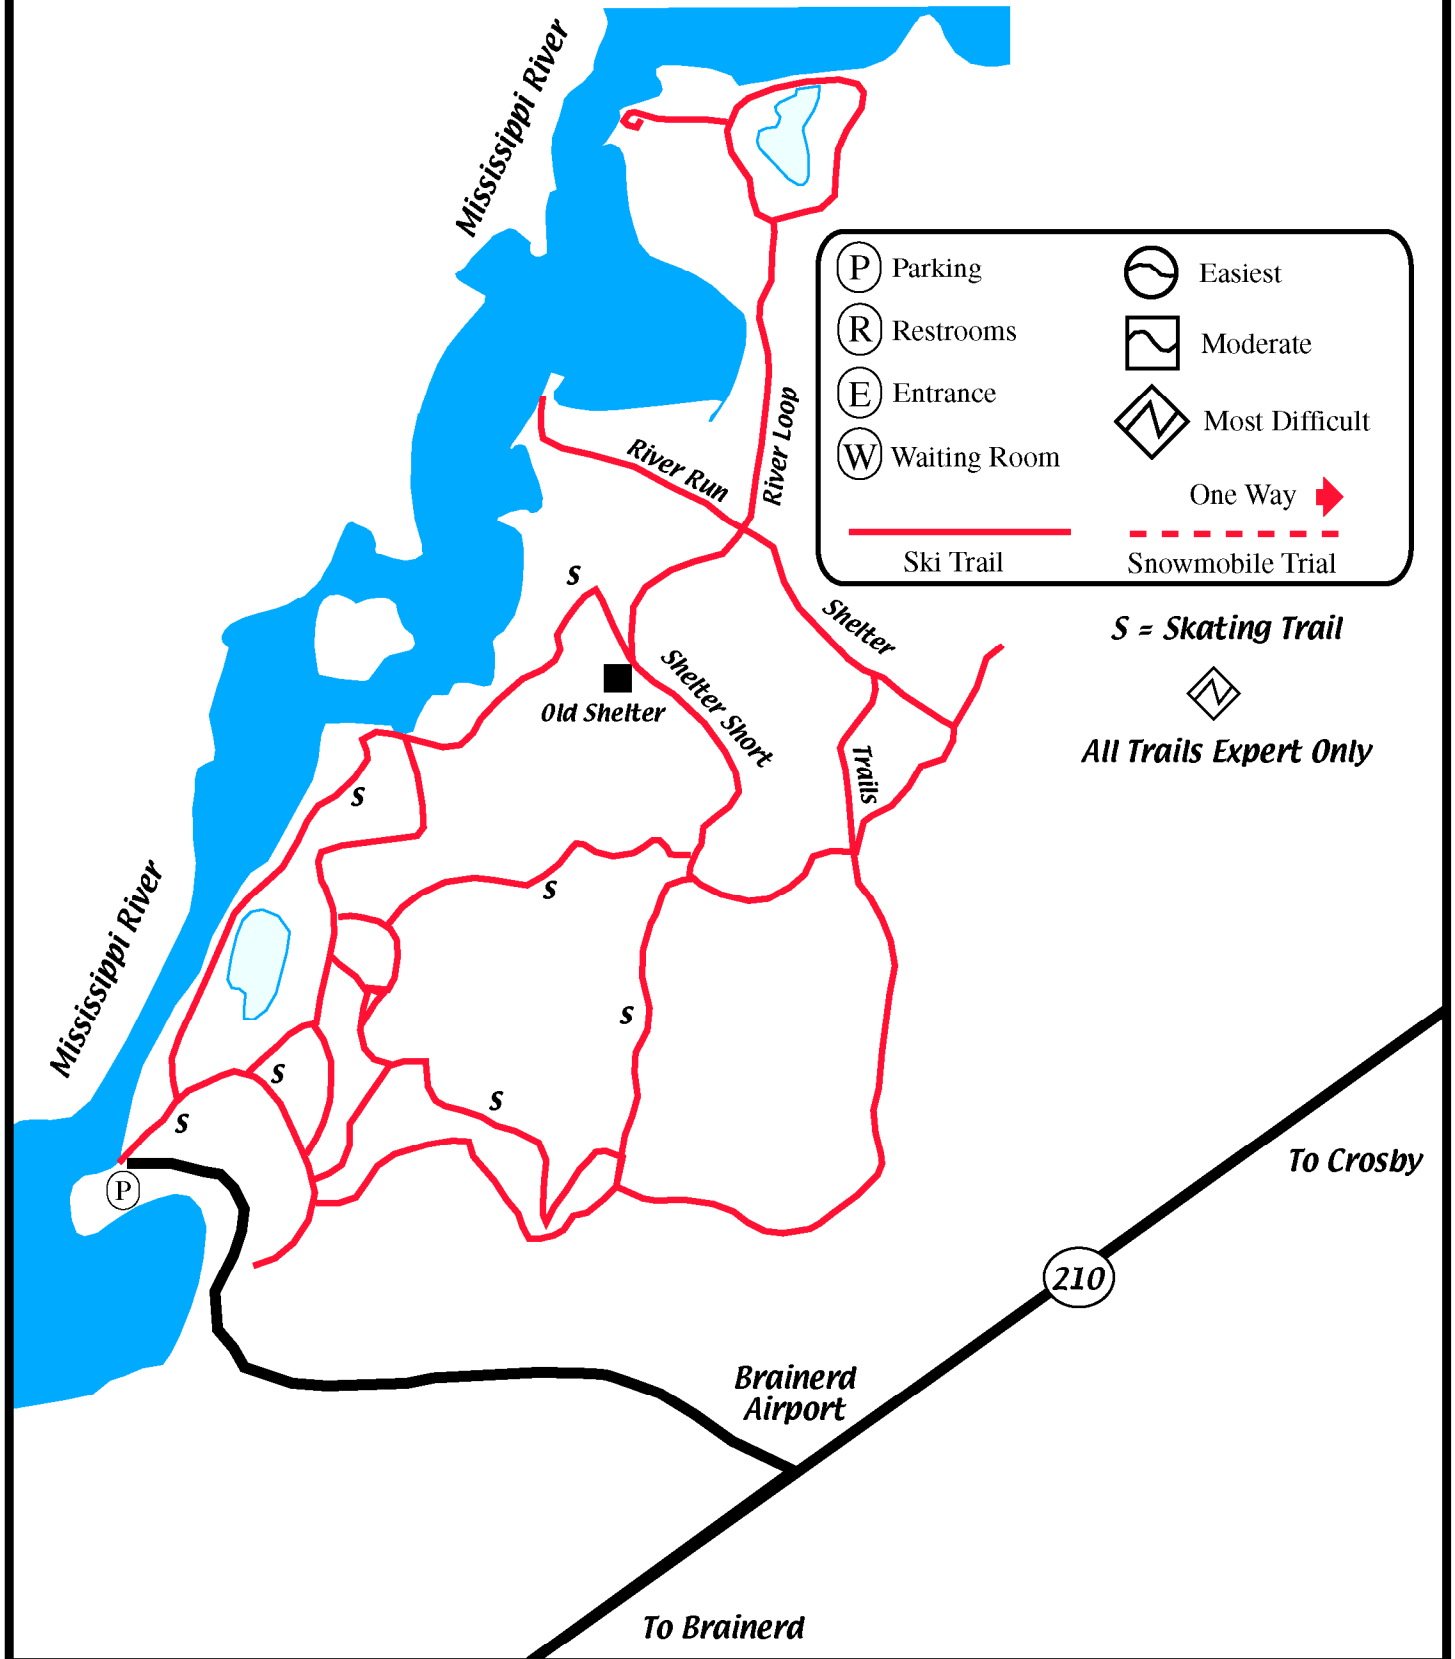 Mississippi River
P Parking
R Restrooms
E Entrance
W Waiting Room
Easiest
Moderate
Most Difficult
One Way
Ski Trail
Snowmobile Trial
S = Skating Trail
All Trails Expert Only
River Loop
River Run
S
Shelter
Shelter Short
Old Shelter
Trails
S
S
Mississippi River
S
S
S
S
P
To Crosby
210
Brainerd
Airport
To Brainerd